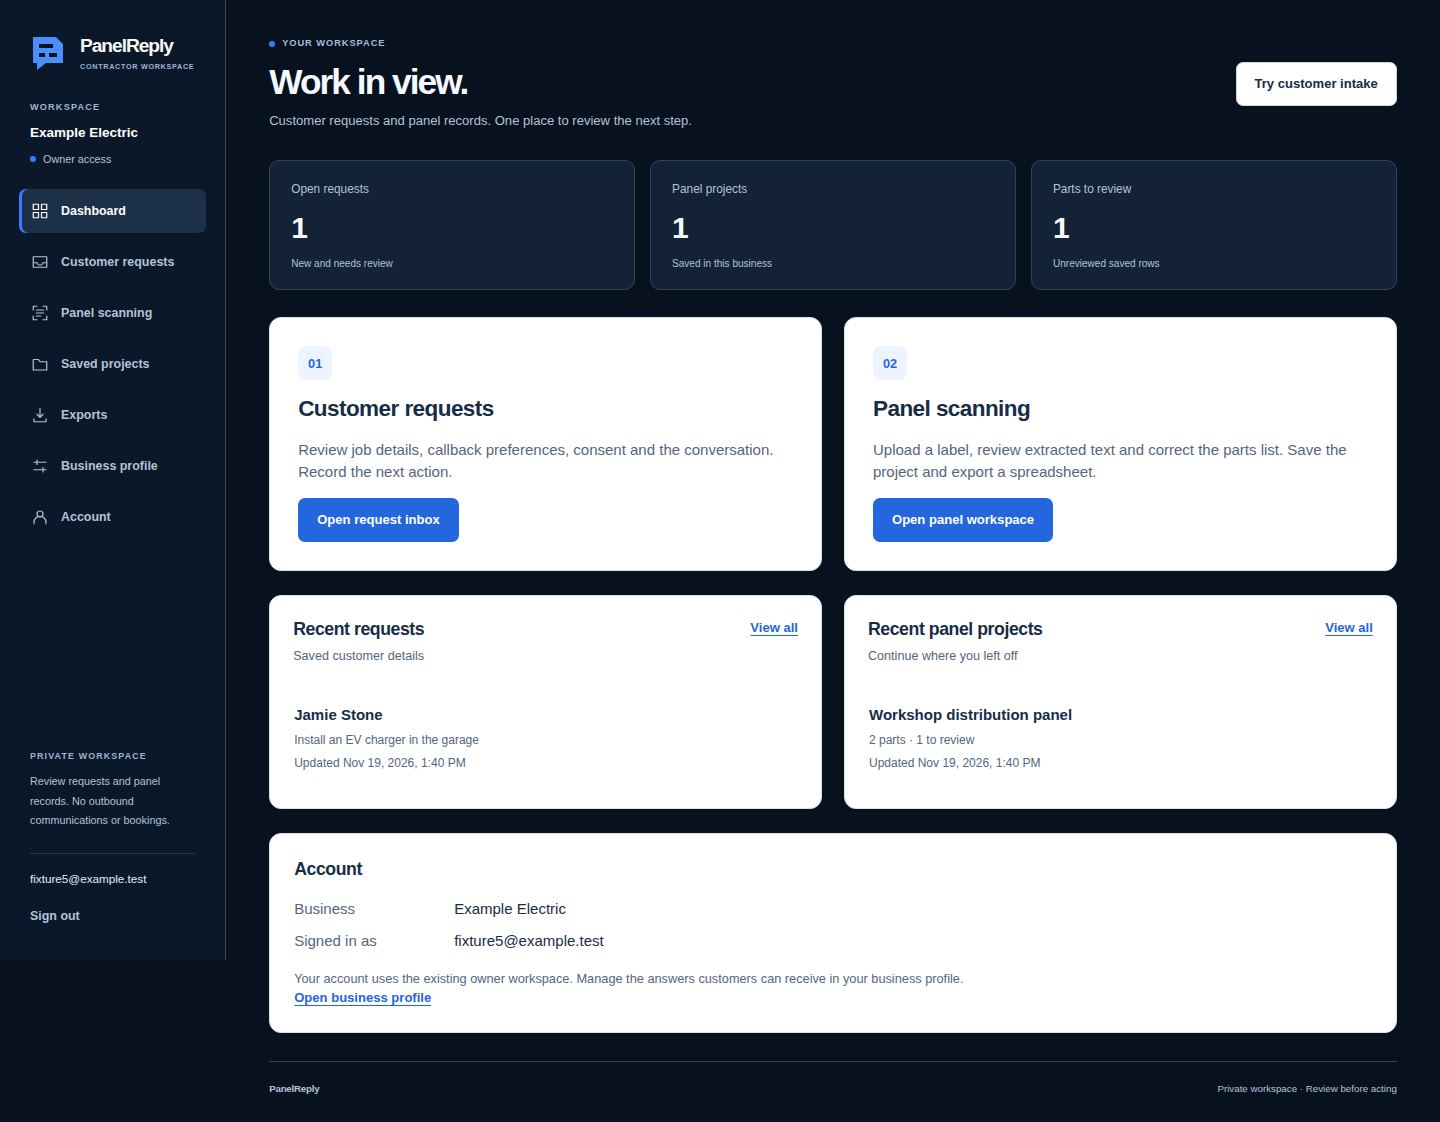 PanelReply
CONTRACTOR WORKSPACE
WORKSPACE
Example Electric
Owner access
Dashboard
Customer requests
Panel scanning
Saved projects
Exports
Business profile
Account
PRIVATE WORKSPACE
Review requests and panel
records. No outbound
communications or bookings.
fixture5@example.test
Sign out
YOUR WORKSPACE
Work in view.
Customer requests and panel records. One place to review the next step.
Try customer intake
Open requests
1
New and needs review
Panel projects
1
Saved in this business
Parts to review
1
Unreviewed saved rows
01
Customer requests
Review job details, callback preferences, consent and the conversation.
Record the next action.
Open request inbox
02
Panel scanning
Upload a label, review extracted text and correct the parts list. Save the
project and export a spreadsheet.
Open panel workspace
Recent requests
View all
Saved customer details
Jamie Stone
Install an EV charger in the garage
Updated Nov 19, 2026, 1:40 PM
Recent panel projects
View all
Continue where you left off
Workshop distribution panel
2 parts · 1 to review
Updated Nov 19, 2026, 1:40 PM
Account
Business Example Electric
Signed in as fixture5@example.test
Your account uses the existing owner workspace. Manage the answers customers can receive in your business profile.
Open business profile
PanelReply
Private workspace · Review before acting